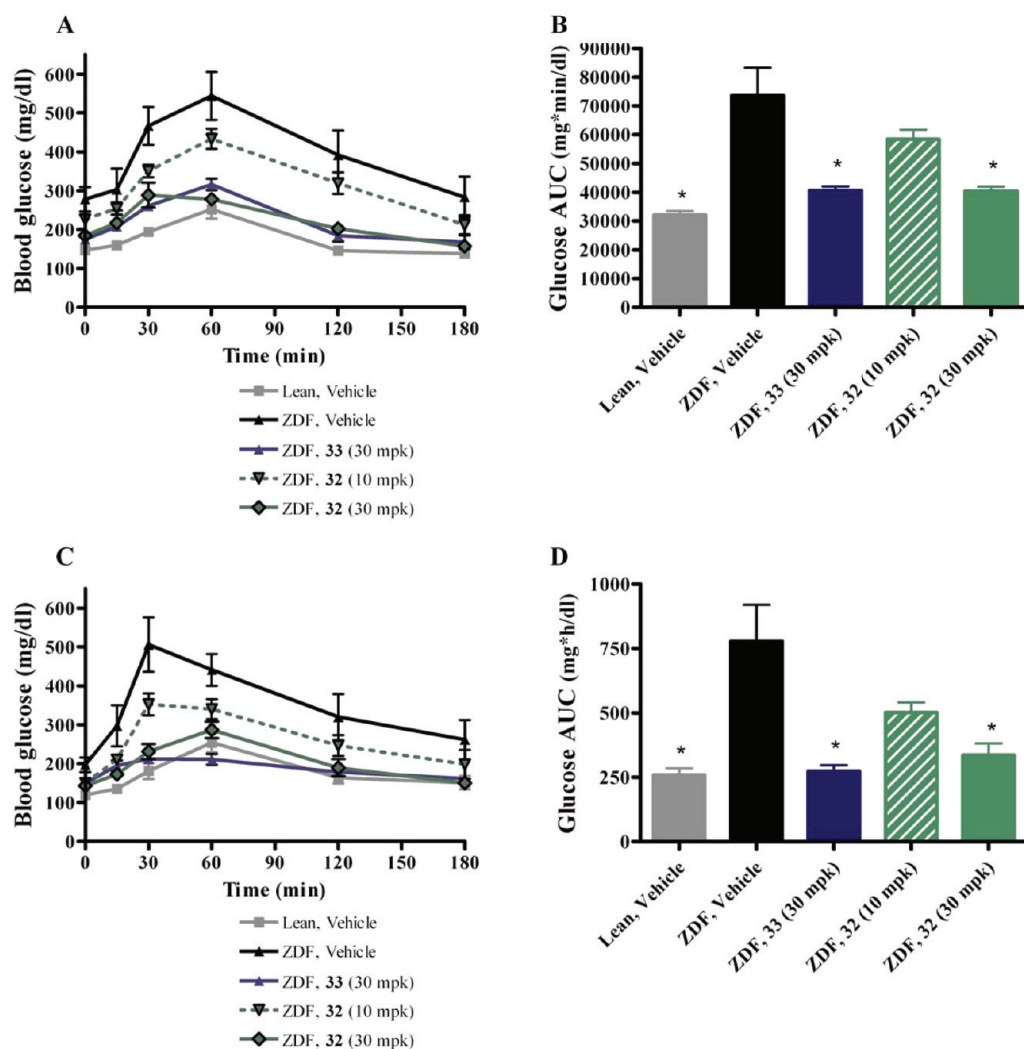 A
Blood glucose (mg/dl)
600
500
400
300
200
100
0
0
30
60
90
120
150
180
Time (min)
Lean, Vehicle
ZDF, Vehicle
ZDF, 33 (30 mpk)
ZDF, 32 (10 mpk)
ZDF, 32 (30 mpk)
B
Glucose AUC (mg*min/dl)
90000
80000
70000
60000
50000
40000
30000
20000
10000
0
*
*
*
Lean, Vehicle
ZDF, Vehicle
ZDF, 33 (30 mpk)
ZDF, 32 (10 mpk)
ZDF, 32 (30 mpk)
C
Blood glucose (mg/dl)
600
500
400
300
200
100
0
0
30
60
90
120
150
180
Time (min)
Lean, Vehicle
ZDF, Vehicle
ZDF, 33 (30 mpk)
ZDF, 32 (10 mpk)
ZDF, 32 (30 mpk)
D
Glucose AUC (mg*h/dl)
1000
750
500
250
0
*
*
*
Lean, Vehicle
ZDF, Vehicle
ZDF, 33 (30 mpk)
ZDF, 32 (10 mpk)
ZDF, 32 (30 mpk)